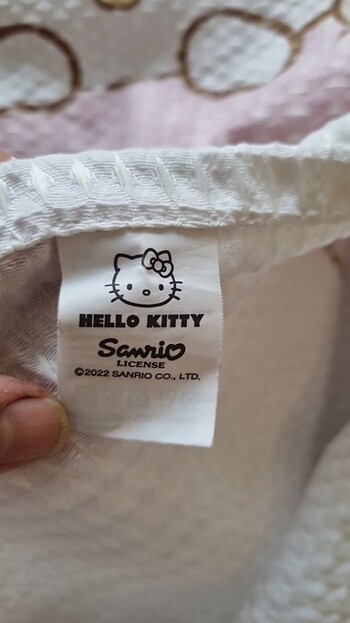 HELLO KITTY
Sanrio
LICENSE
©2022 SANRIO CO., LTD.